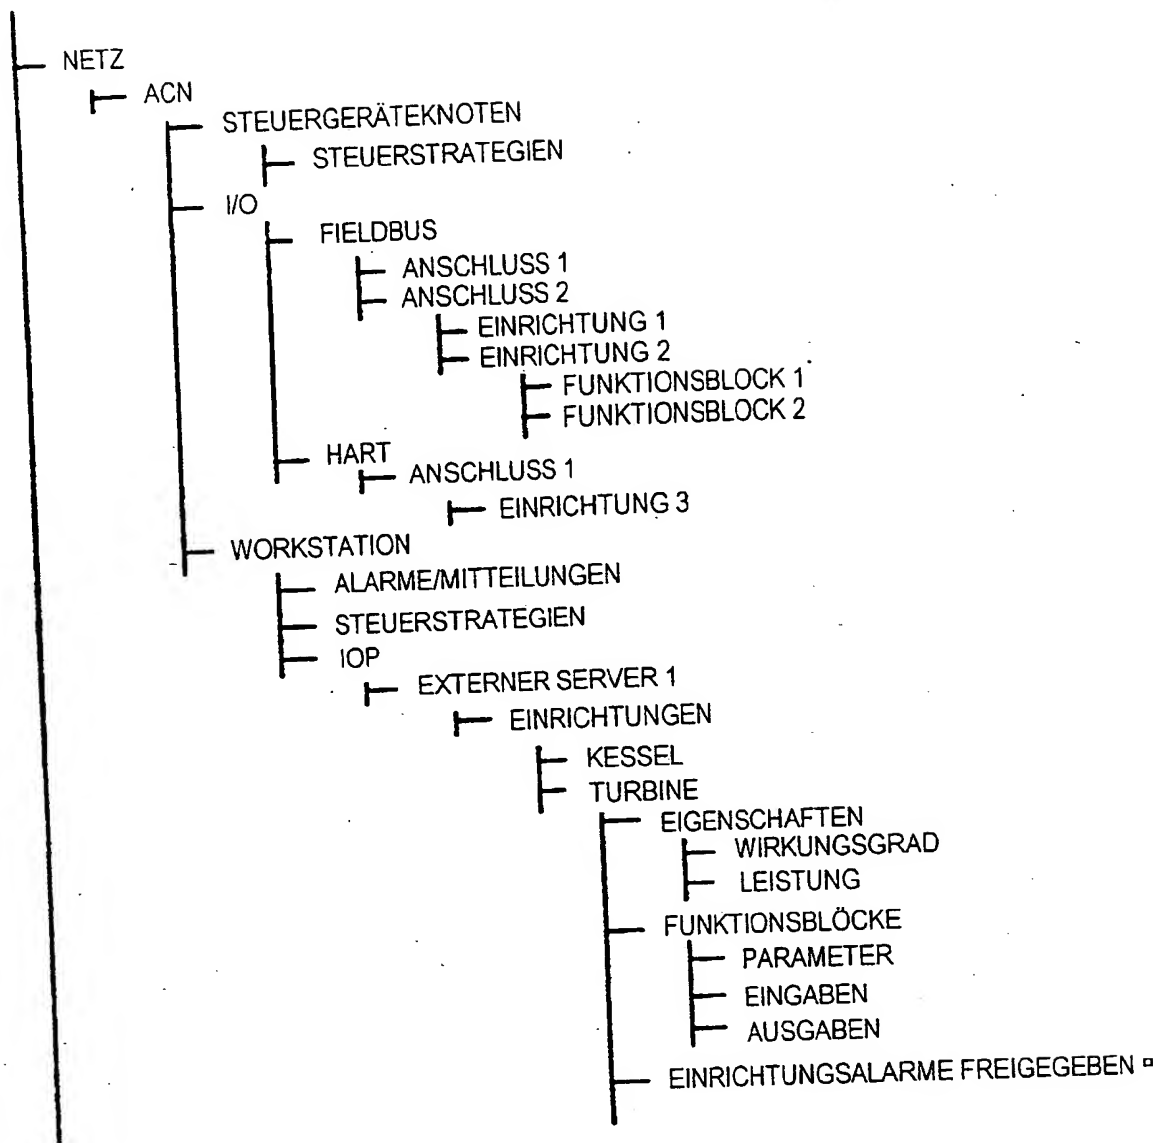 NETZ
ACN
STEUERGERÄTEKNOTEN
STEUERSTRATEGIEN
I/O
FIELDBUS
ANSCHLUSS 1
ANSCHLUSS 2
EINRICHTUNG 1
EINRICHTUNG 2
FUNKTIONSBLOCK 1
FUNKTIONSBLOCK 2
HART
ANSCHLUSS 1
EINRICHTUNG 3
WORKSTATION
ALARME/MITTEILUNGEN
STEUERSTRATEGIEN
IOP
EXTERNER SERVER 1
EINRICHTUNGEN
KESSEL
TURBINE
EIGENSCHAFTEN
WIRKUNGSGRAD
LEISTUNG
FUNKTIONSBLÖCKE
PARAMETER
EINGABEN
AUSGABEN
EINRICHTUNGSALARME FREIGEGEBEN